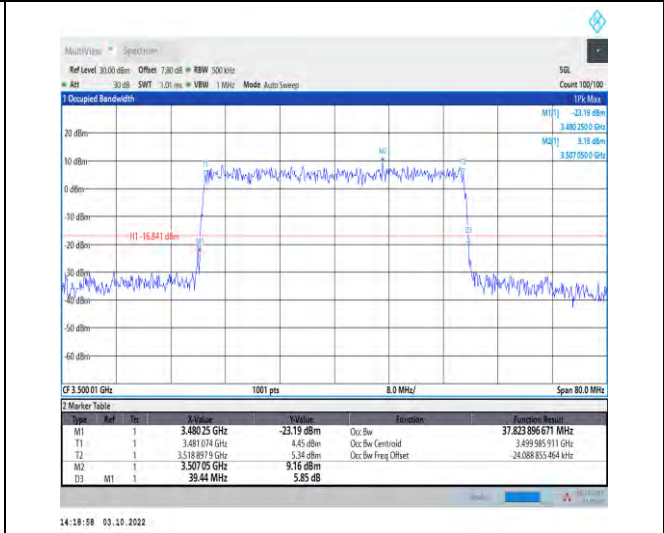 MultiView Spectrum
Ref Level 30.00 dBm Offset 7.80 dB RBW 500 kHz SGL
Att 30 dB SWT 1.01 ms VBW 1 MHz Mode Auto Sweep Count 100/100
1 Occupied Bandwidth 1Pk Max
M1[1] -23.19 dBm
3.480 250 0 GHz
M2[1] 9.16 dBm
3.507 050 0 GHz
20 dBm
10 dBm
M2
T1
T2
0 dBm
-10 dBm
H1 -16.841 dBm
D3
M1
-20 dBm
-30 dBm
-40 dBm
-50 dBm
-60 dBm
CF 3.500 01 GHz 1001 pts 8.0 MHz/ Span 80.0 MHz
2 Marker Table
Type Ref Trc X-Value Y-Value Function Function Result
M1 1 3.480 25 GHz -23.19 dBm Occ Bw 37.823 896 671 MHz
T1 1 3.481 074 GHz 4.45 dBm Occ Bw Centroid 3.499 985 911 GHz
T2 1 3.518 897 9 GHz 5.34 dBm Occ Bw Freq Offset -24.088 855 464 kHz
M2 1 3.507 05 GHz 9.16 dBm
D3 M1 1 39.44 MHz 5.85 dB
14:18:58 03.10.2022